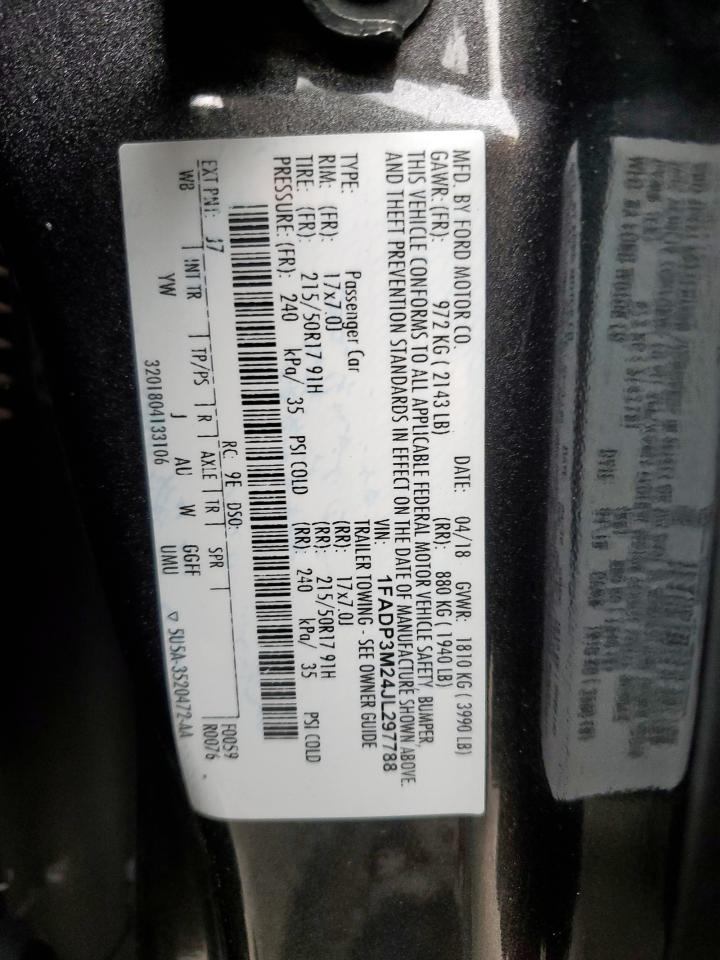 MFD. BY FORD MOTOR CO.
DATE: 04/18 GVWR: 1810 KG ( 3990 LB)
GAWR: (FR): 972 KG ( 2143 LB) (RR): 880 KG ( 1940 LB)
THIS VEHICLE CONFORMS TO ALL APPLICABLE FEDERAL MOTOR VEHICLE SAFETY, BUMPER,
AND THEFT PREVENTION STANDARDS IN EFFECT ON THE DATE OF MANUFACTURE SHOWN ABOVE.
VIN: 1FADP3M24JL297788
TYPE: Passenger Car TRAILER TOWING - SEE OWNER GUIDE
RIM: (FR): 17x7.0J (RR): 17x7.0J
TIRE: (FR): 215/50R17 91H (RR): 215/50R17 91H
PRESSURE: (FR): 240 kPa/ 35 PSI COLD (RR): 240 kPa/ 35 PSI COLD
RC: 9E DSO: F0059
EXT PNT: J7 INT TR TP/PS R AXLE TR SPR R0076
WB YW J AU W GGFF
3201804133106 UMU ▽ 5U5A-3520472-AA